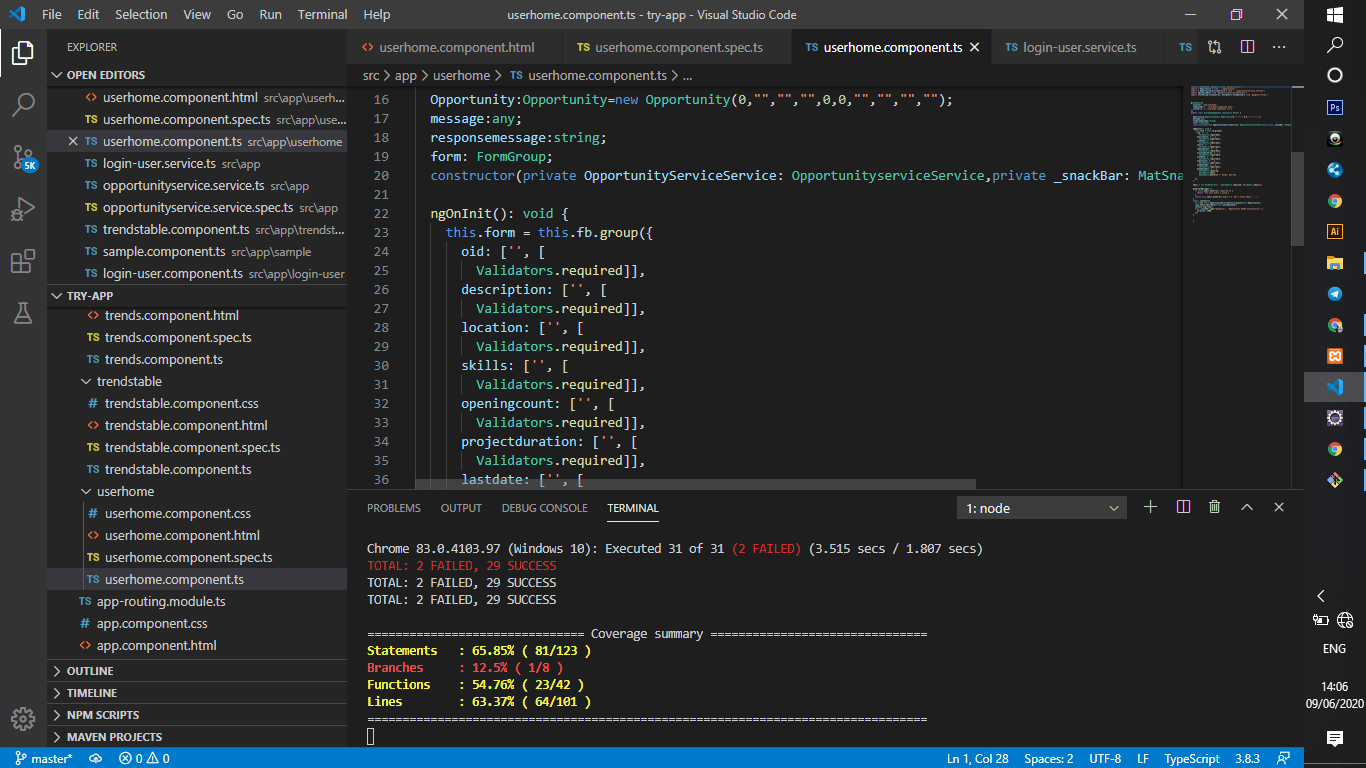 File Edit Selection View Go Run Terminal Help
userhome.component.ts - try-app - Visual Studio Code
EXPLORER
OPEN EDITORS
userhome.component.html src\app\userh...
userhome.component.spec.ts src\app\use...
userhome.component.ts src\app\userhome
login-user.service.ts src\app
opportunityservice.service.ts src\app
opportunityservice.service.spec.ts src\app
trendstable.component.ts src\app\trendst...
sample.component.ts src\app\sample
login-user.component.ts src\app\login-user
TRY-APP
trends.component.html
trends.component.spec.ts
trends.component.ts
trendstable
trendstable.component.css
trendstable.component.html
trendstable.component.spec.ts
trendstable.component.ts
userhome
userhome.component.css
userhome.component.html
userhome.component.spec.ts
userhome.component.ts
app-routing.module.ts
app.component.css
app.component.html
OUTLINE
TIMELINE
NPM SCRIPTS
MAVEN PROJECTS
5K
userhome.component.html
userhome.component.spec.ts
userhome.component.ts
login-user.service.ts
src > app > userhome > TS userhome.component.ts > ...
16 Opportunity:Opportunity=new Opportunity(0,"","","",0,0,"","","","");
17 message:any;
18 responsemessage:string;
19 form: FormGroup;
20 constructor(private OpportunityServiceService: OpportunityserviceService,private _snackBar: MatSna
21
22 ngOnInit(): void {
23 this.form = this.fb.group({
24 oid: ['', [
25 Validators.required]],
26 description: ['', [
27 Validators.required]],
28 location: ['', [
29 Validators.required]],
30 skills: ['', [
31 Validators.required]],
32 openingcount: ['', [
33 Validators.required]],
34 projectduration: ['', [
35 Validators.required]],
36 lastdate: ['', [
PROBLEMS OUTPUT DEBUG CONSOLE TERMINAL
1: node
Chrome 83.0.4103.97 (Windows 10): Executed 31 of 31 (2 FAILED) (3.515 secs / 1.807 secs)
TOTAL: 2 FAILED, 29 SUCCESS
TOTAL: 2 FAILED, 29 SUCCESS
TOTAL: 2 FAILED, 29 SUCCESS
=============================== Coverage summary ===============================
Statements : 65.85% ( 81/123 )
Branches : 12.5% ( 1/8 )
Functions : 54.76% ( 23/42 )
Lines : 63.37% ( 64/101 )
================================================================================
master* 0 0
Ln 1, Col 28 Spaces: 2 UTF-8 LF TypeScript 3.8.3
Ps
Ai
ENG
14:06
09/06/2020